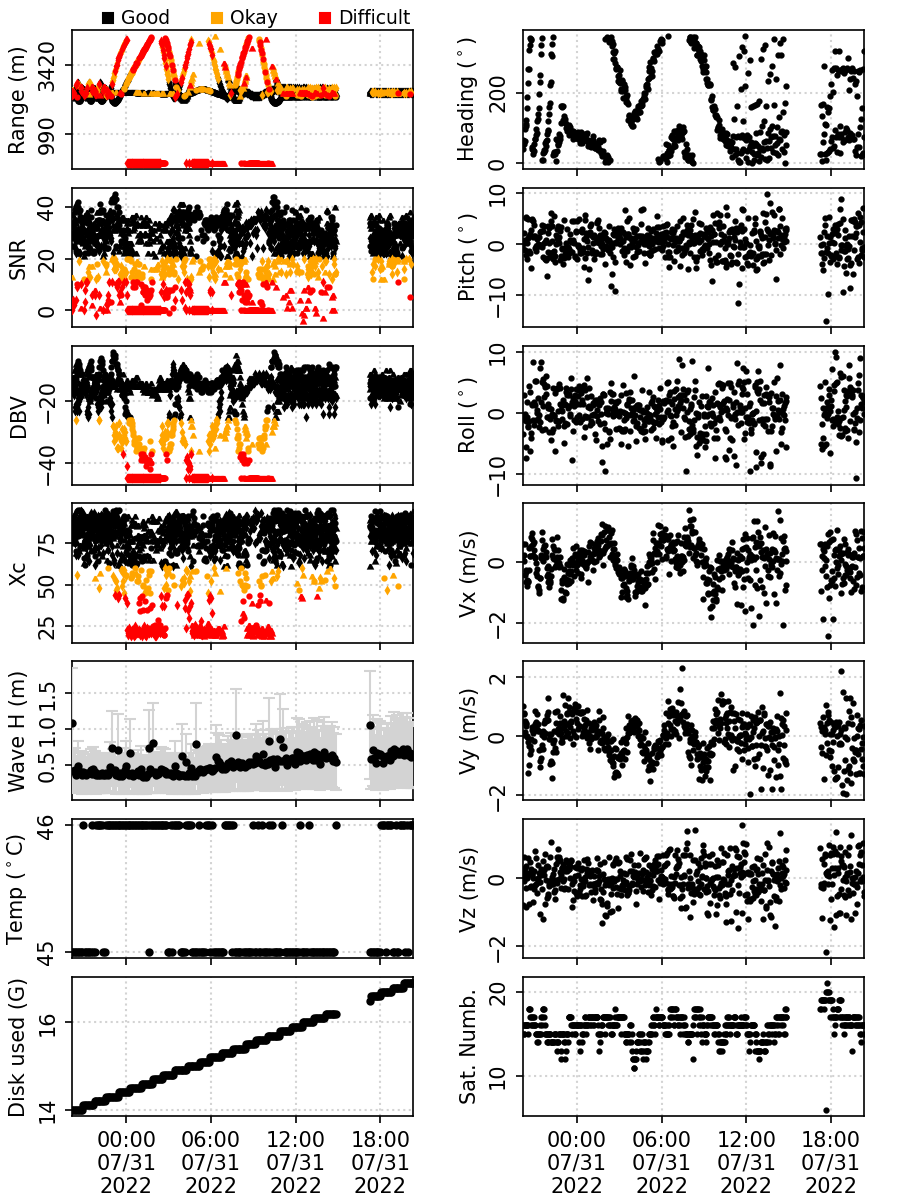 Good Okay Difficult
Range (m)
3420
990
Heading (°)
200
0
SNR
40
20
0
Pitch (°)
10
0
−10
DBV
−20
−40
Roll (°)
10
0
−10
Xc
75
50
25
Vx (m/s)
0
−2
Wave H (m)
1.5
1.0
0.5
Vy (m/s)
2
0
−2
Temp (°C)
46
45
Vz (m/s)
0
−2
Disk used (G)
16
14
Sat. Numb.
20
10
00:00 06:00 12:00 18:00
07/31 07/31 07/31 07/31
2022 2022 2022 2022
00:00 06:00 12:00 18:00
07/31 07/31 07/31 07/31
2022 2022 2022 2022